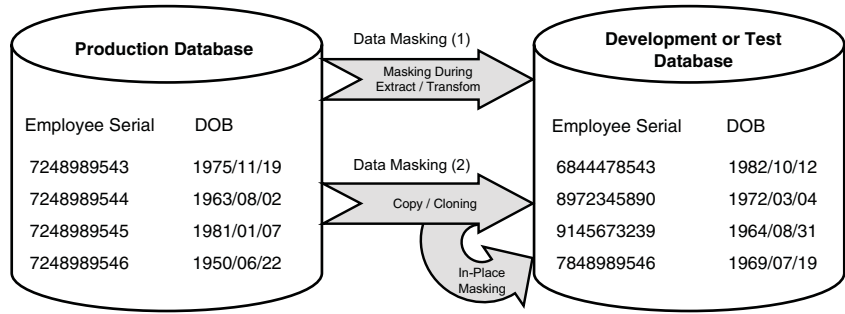 Production Database
Employee Serial DOB
7248989543 1975/11/19
7248989544 1963/08/02
7248989545 1981/01/07
7248989546 1950/06/22
Data Masking (1)
Masking During
Extract / Transfom
Data Masking (2)
Copy / Cloning
In-Place
Masking
Development or Test
Database
Employee Serial DOB
6844478543 1982/10/12
8972345890 1972/03/04
9145673239 1964/08/31
7848989546 1969/07/19